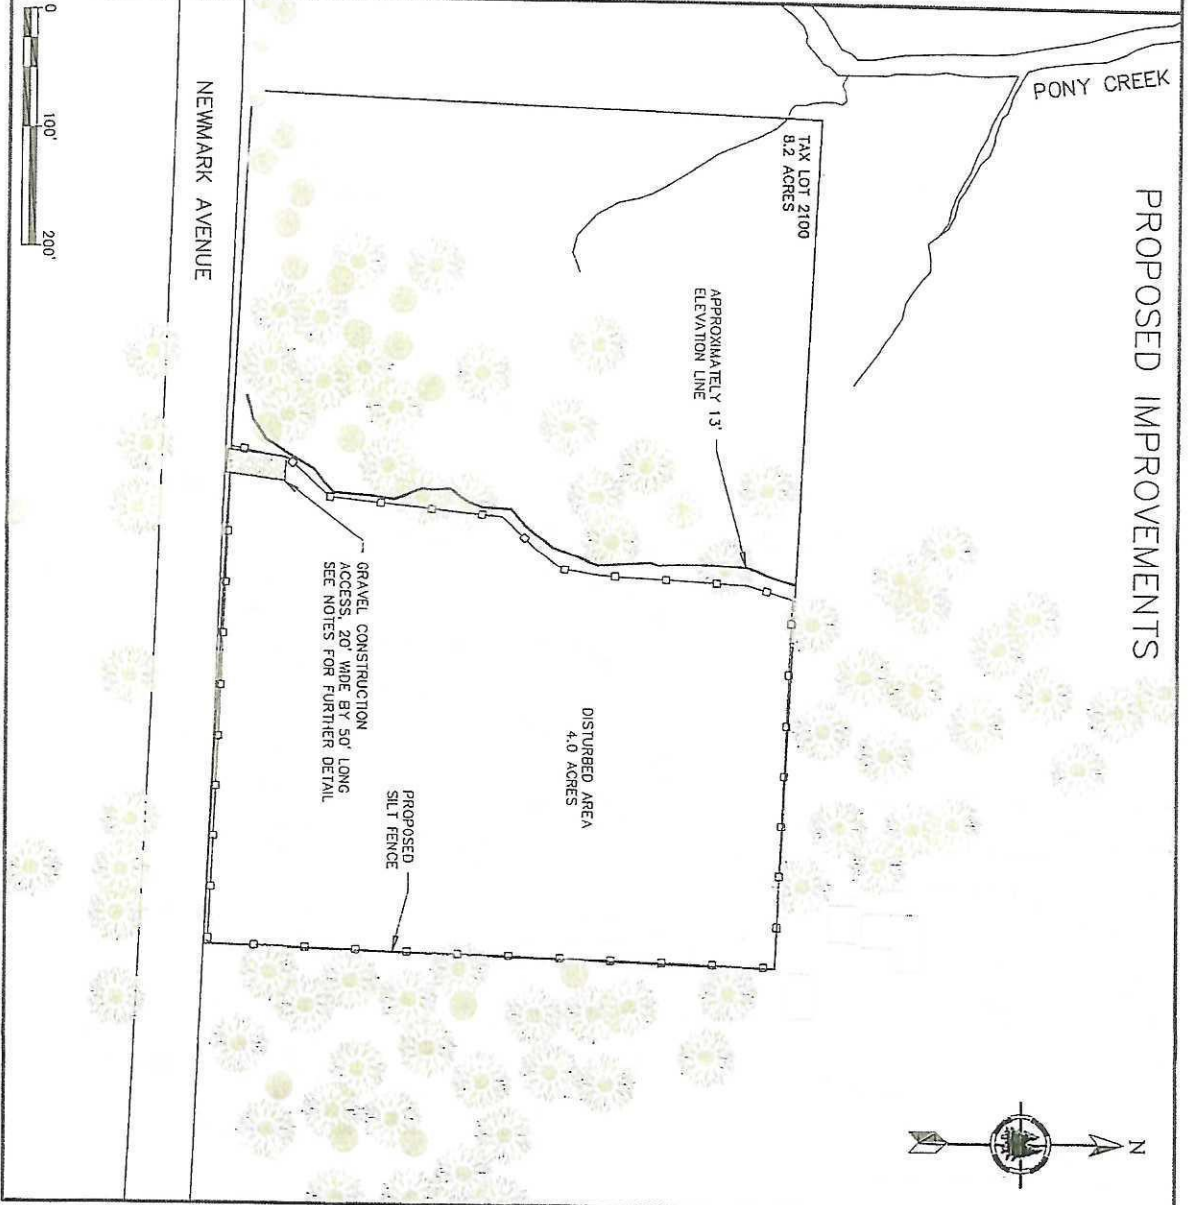 PROPOSED IMPROVEMENTS
N
PONY CREEK
TAX LOT 2100
8.2 ACRES
APPROXIMATELY 13'
ELEVATION LINE
DISTURBED AREA
4.0 ACRES
PROPOSED
SILT FENCE
GRAVEL CONSTRUCTION
ACCESS, 20' WIDE BY 50' LONG
SEE NOTES FOR FURTHER DETAIL
NEWMARK AVENUE
0 100' 200'